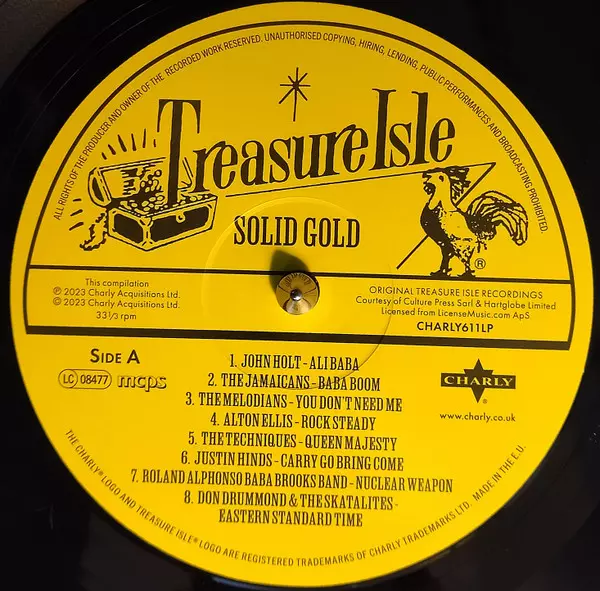 ALL RIGHTS OF THE PRODUCER AND OWNER OF THE RECORDED WORK RESERVED. UNAUTHORISED COPYING, HIRING, LENDING, PUBLIC PERFORMANCES AND BROADCASTING PROHIBITED.
Treasure Isle
SOLID GOLD
®
This compilation
℗ 2023 Charly Acquisitions Ltd.
© 2023 Charly Acquisitions Ltd.
33 1/3 rpm
ORIGINAL TREASURE ISLE RECORDINGS
Courtesy of Culture Press Sarl & Hartglobe Limited
Licensed from LicenseMusic.com ApS
CHARLY611LP
SIDE A
LC 08477 mcps
1. JOHN HOLT - ALI BABA
2. THE JAMAICANS - BABA BOOM
3. THE MELODIANS - YOU DON'T NEED ME
4. ALTON ELLIS - ROCK STEADY
5. THE TECHNIQUES - QUEEN MAJESTY
6. JUSTIN HINDS - CARRY GO BRING COME
7. ROLAND ALPHONSO BABA BROOKS BAND - NUCLEAR WEAPON
8. DON DRUMMOND & THE SKATALITES -
EASTERN STANDARD TIME
CHARLY
www.charly.co.uk
THE CHARLY® LOGO AND TREASURE ISLE® LOGO ARE REGISTERED TRADEMARKS OF CHARLY TRADEMARKS LTD. MADE IN THE E.U.